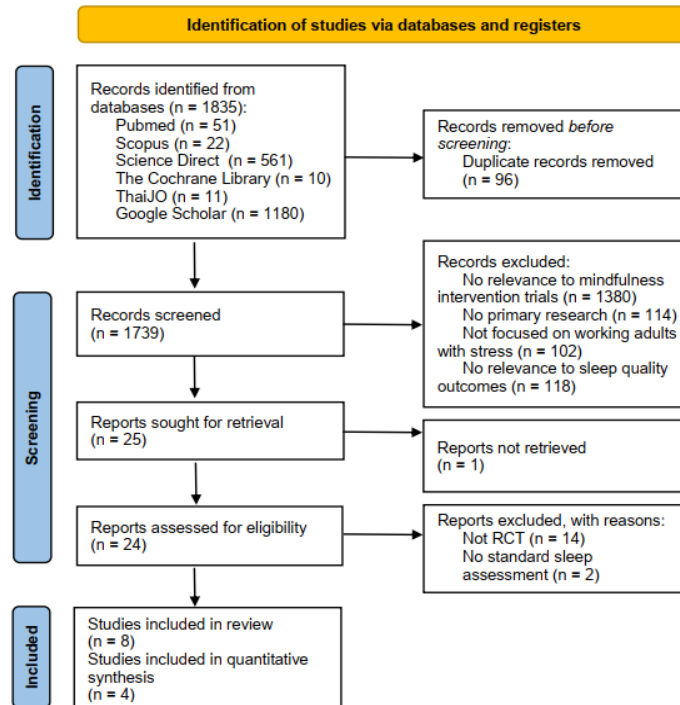 Identification of studies via databases and registers
Identification
Records identified from
databases (n = 1835):
Pubmed (n = 51)
Scopus (n = 22)
Science Direct (n = 561)
The Cochrane Library (n = 10)
ThaiJO (n = 11)
Google Scholar (n = 1180)
Records removed before
screening:
Duplicate records removed
(n = 96)
Screening
Records screened
(n = 1739)
Records excluded:
No relevance to mindfulness
intervention trials (n = 1380)
No primary research (n = 114)
Not focused on working adults
with stress (n = 102)
No relevance to sleep quality
outcomes (n = 118)
Reports sought for retrieval
(n = 25)
Reports not retrieved
(n = 1)
Reports assessed for eligibility
(n = 24)
Reports excluded, with reasons:
Not RCT (n = 14)
No standard sleep
assessment (n = 2)
Included
Studies included in review
(n = 8)
Studies included in quantitative
synthesis
(n = 4)